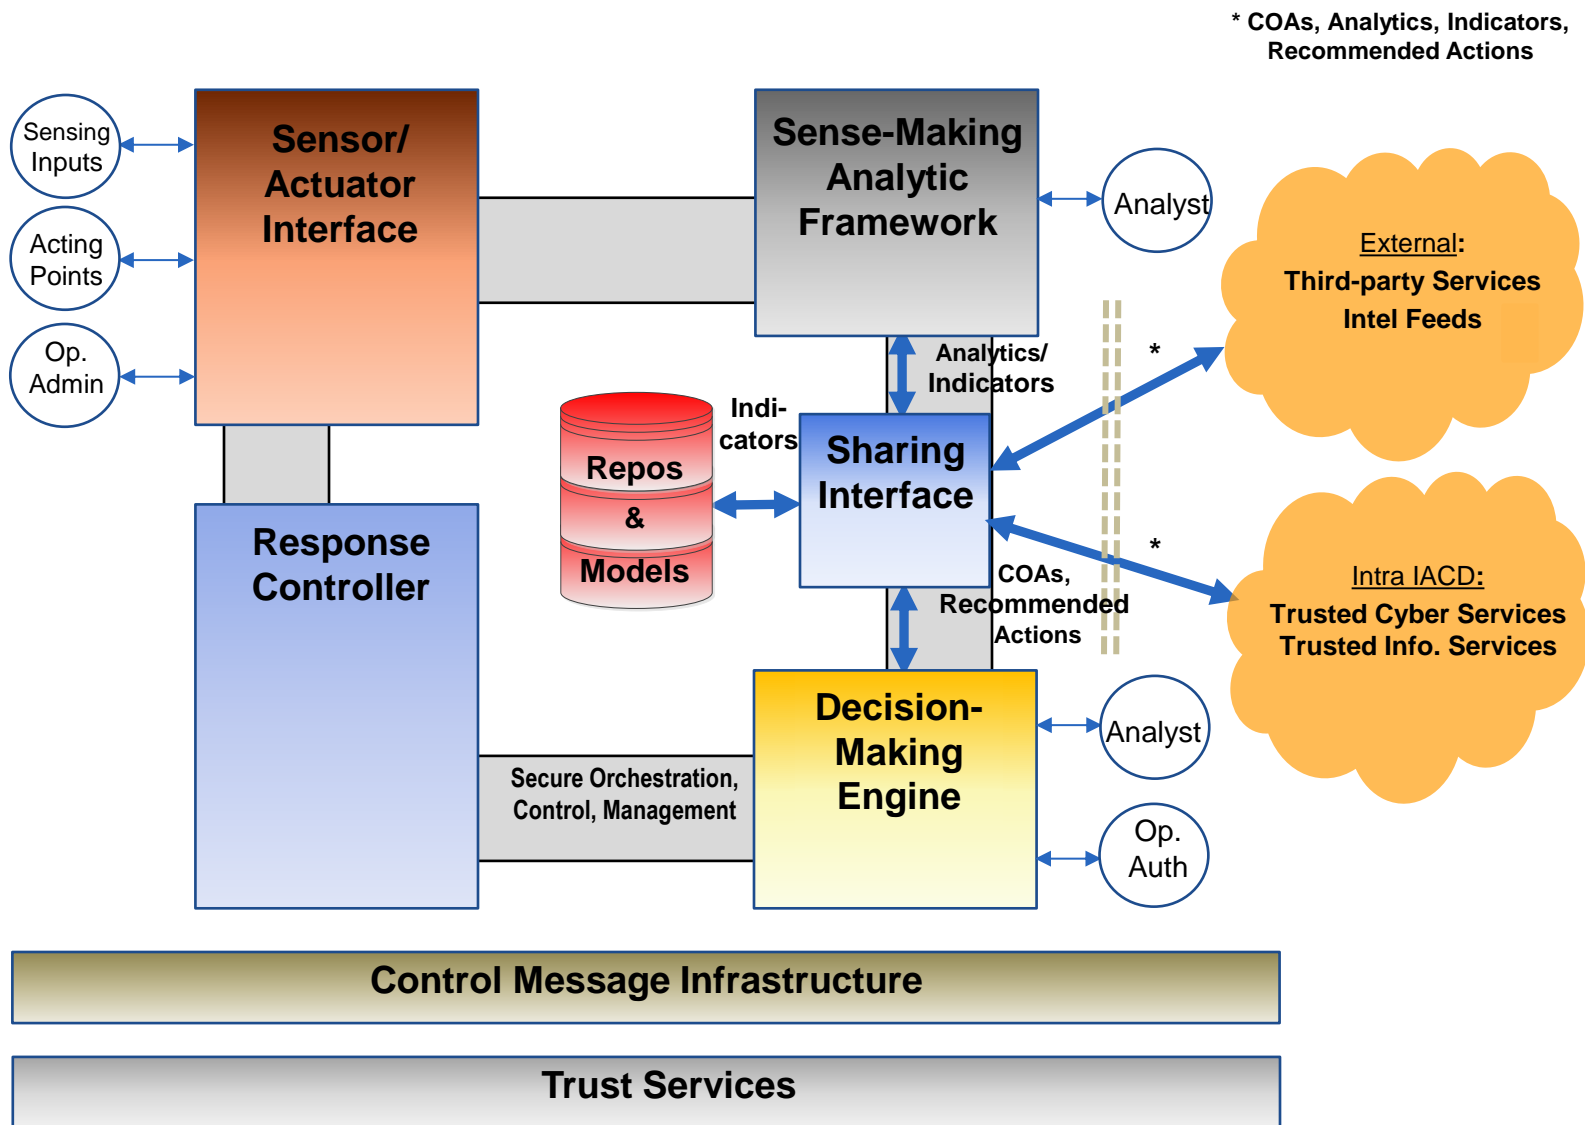 * COAs, Analytics, Indicators,
Recommended Actions
Sensing
Inputs
Acting
Points
Op.
Admin
Sensor/
Actuator
Interface
Sense-Making
Analytic
Framework
Analyst
External:
Third-party Services
Intel Feeds
Analytics/
Indicators
*
Indi-
cators
Repos
&
Models
Sharing
Interface
*
Intra IACD:
Trusted Cyber Services
Trusted Info. Services
COAs,
Recommended
Actions
Response
Controller
Secure Orchestration,
Control, Management
Decision-
Making
Engine
Analyst
Op.
Auth
Control Message Infrastructure
Trust Services